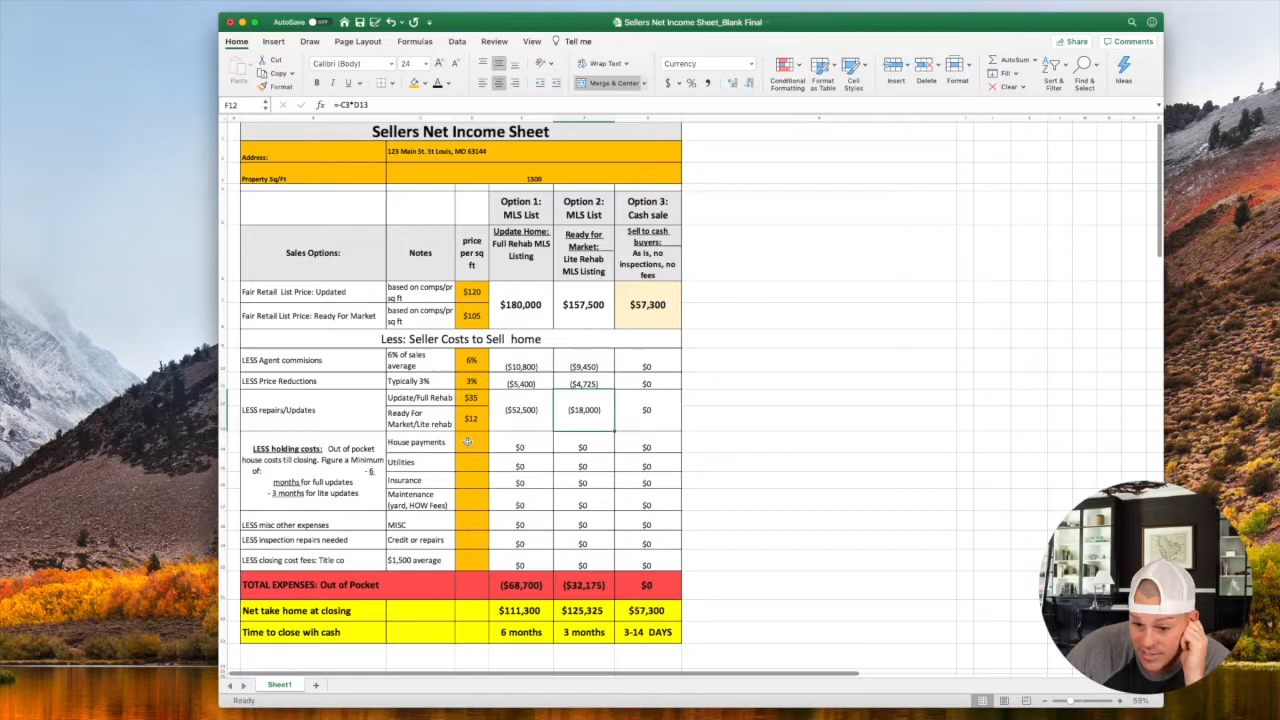 AutoSave OFF
Sellers Net Income Sheet_Blank Final
Home Insert Draw Page Layout Formulas Data Review View Tell me
Share Comments
Paste
Cut
Copy
Format
Calibri (Body) 24 A A
B I U A
Wrap Text
Merge & Center
Currency
$ % ,
Conditional Formatting
Format as Table
Cell Styles
Insert
Delete
Format
AutoSum
Fill
Clear
Sort & Filter
Find & Select
Ideas
F12 fx =-C3*D13
Sellers Net Income Sheet
Address: 123 Main St. St Louis, MO 63144
Property Sq/Ft 1500
Option 1: MLS List
Option 2: MLS List
Option 3: Cash sale
Sales Options:
Notes
price per sq ft
Update Home: Full Rehab MLS Listing
Ready for Market: Lite Rehab MLS Listing
Sell to cash buyers: As Is, no inspections, no fees
Fair Retail List Price: Updated based on comps/pr sq ft $120
$180,000 $157,500 $57,300
Fair Retail List Price: Ready For Market based on comps/pr sq ft $105
Less: Seller Costs to Sell home
LESS Agent commisions 6% of sales average 6% ($10,800) ($9,450) $0
LESS Price Reductions Typically 3% 3% ($5,400) ($4,725) $0
LESS repairs/Updates Update/Full Rehab $35 ($52,500) ($18,000) $0
Ready For Market/Lite rehab $12
LESS holding costs: Out of pocket
house costs till closing. Figure a Minimum
of: - 6
months for full updates
- 3 months for lite updates
House payments $0 $0 $0
Utilities $0 $0 $0
Insurance $0 $0 $0
Maintenance (yard, HOW Fees) $0 $0 $0
LESS misc other expenses MISC $0 $0 $0
LESS inspection repairs needed Credit or repairs $0 $0 $0
LESS closing cost fees: Title co $1,500 average $0 $0 $0
TOTAL EXPENSES: Out of Pocket ($68,700) ($32,175) $0
Net take home at closing $111,300 $125,325 $57,300
Time to close wih cash 6 months 3 months 3-14 DAYS
Sheet1 +
Ready 59%